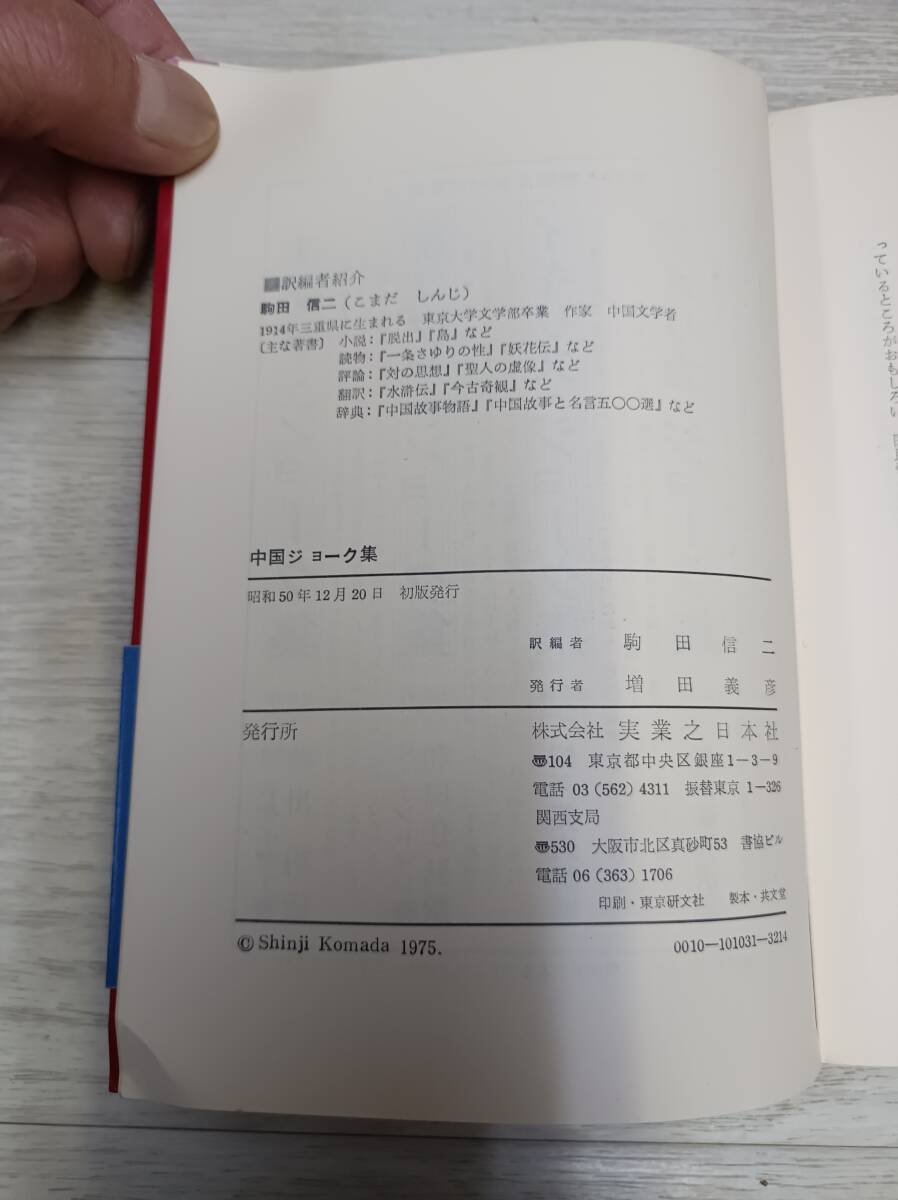 ■訳編者紹介
駒田 信二(こまだ しんじ)
1914年三重県に生まれる 東京大学文学部卒業 作家 中国文学者
〔主な著書〕 小説:『脱出』『島』など
読物:『一条さゆりの性』『妖花伝』など
評論:『対の思想』『聖人の虚像』など
翻訳:『水滸伝』『今古奇観』など
辞典:『中国故事物語』『中国故事と名言五〇〇選』など
中国ジョーク集
昭和50年12月20日 初版発行
訳編者 駒田信二
発行者 増田義彦
発行所 株式会社 実業之日本社
〠104 東京都中央区銀座1-3-9
電話 03(562)4311 振替東京1-326
関西支局
〠530 大阪市北区真砂町53 書協ビル
電話 06(363)1706
印刷・東京研文社 製本・共文堂
©Shinji Komada 1975. 0010-101031-3214
っているところがおもしろい。